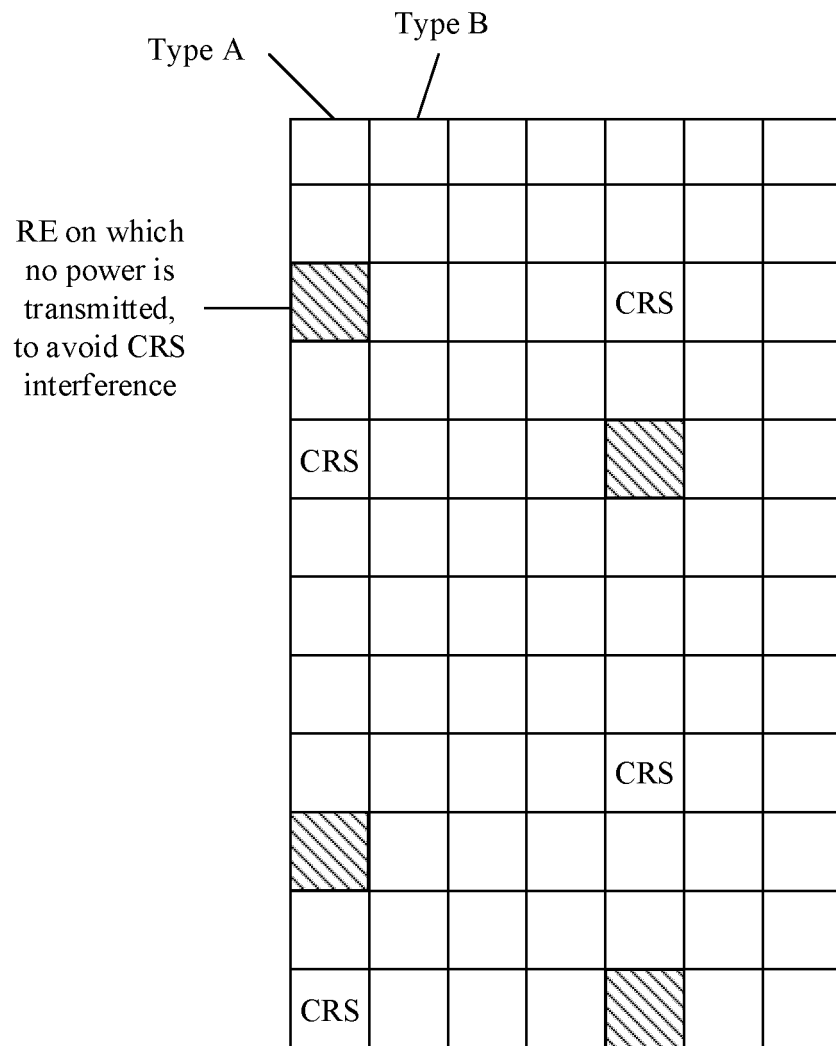 Type A
Type B
RE on which
no power is
transmitted,
to avoid CRS
interference
CRS
CRS
CRS
CRS